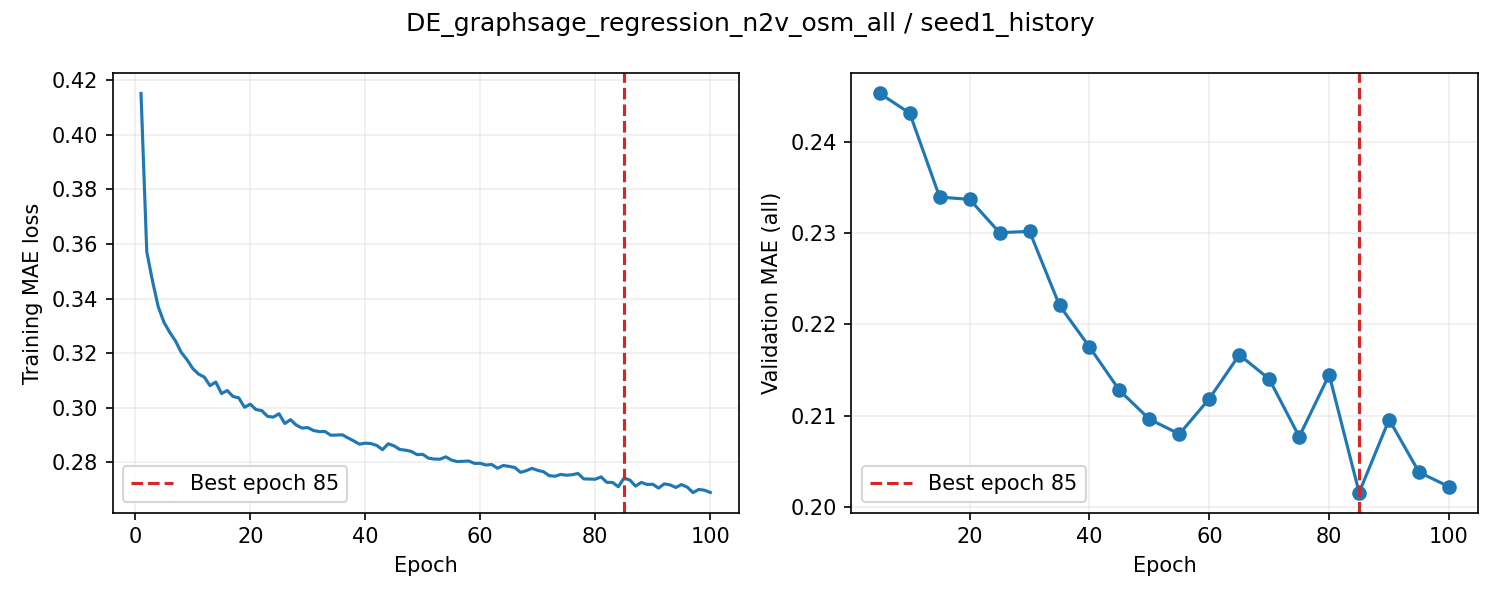 DE_graphsage_regression_n2v_osm_all / seed1_history
Training MAE loss
0.42
0.40
0.38
0.36
0.34
0.32
0.30
0.28
Best epoch 85
0 20 40 60 80 100
Epoch
Validation MAE (all)
0.24
0.23
0.22
0.21
0.20
Best epoch 85
20 40 60 80 100
Epoch